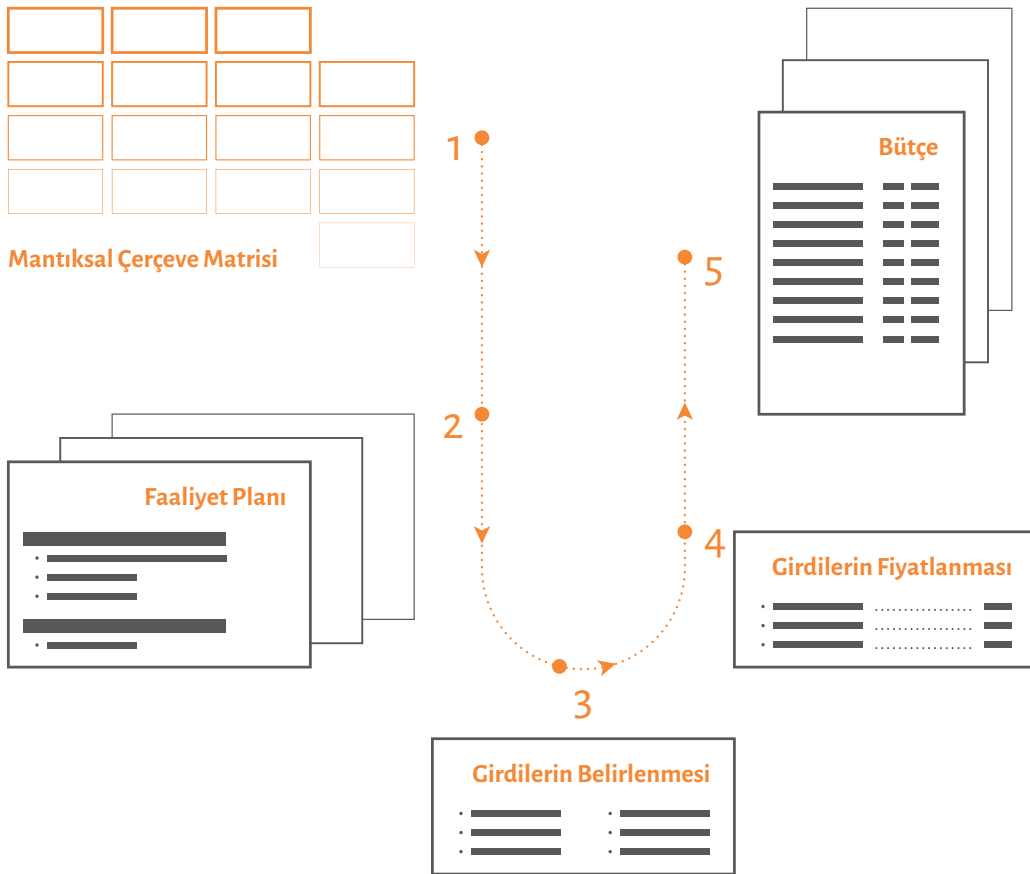 Mantıksal Çerçeve Matrisi
1
2
Faaliyet Planı
3
Girdilerin Belirlenmesi
4
Girdilerin Fiyatlanması
5
Bütçe